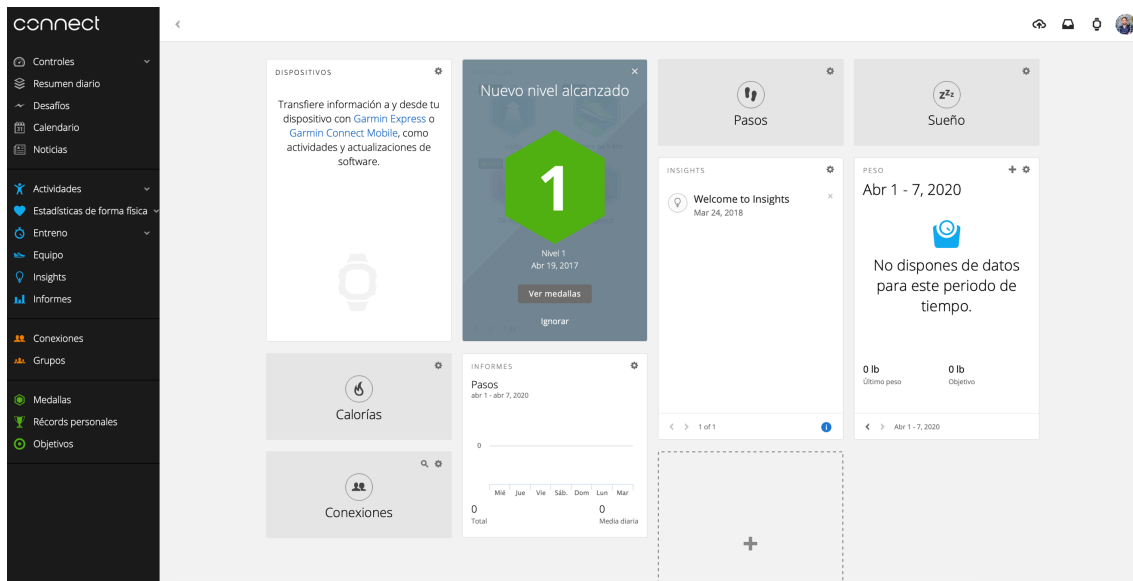 connect
Controles
Resumen diario
Desafíos
Calendario
Noticias
Actividades
Estadísticas de forma física
Entreno
Equipo
Insights
Informes
Conexiones
Grupos
Medallas
Récords personales
Objetivos
DISPOSITIVOS
Transfiere información a y desde tu
dispositivo con Garmin Express o
Garmin Connect Mobile, como
actividades y actualizaciones de
software.
Nuevo nivel alcanzado
1
Nivel 1
Abr 19, 2017
Ver medallas
Ignorar
Pasos
zzz
Sueño
INSIGHTS
Welcome to Insights
Mar 24, 2018
1 of 1
PESO
Abr 1 - 7, 2020
No dispones de datos
para este periodo de
tiempo.
0 lb
Último peso
0 lb
Objetivo
Abr 1 - 7, 2020
Calorías
Conexiones
INFORMES
Pasos
abr 1 - abr 7, 2020
0
Mié Jue Vie Sáb. Dom Lun Mar
0
Total
0
Media diaria